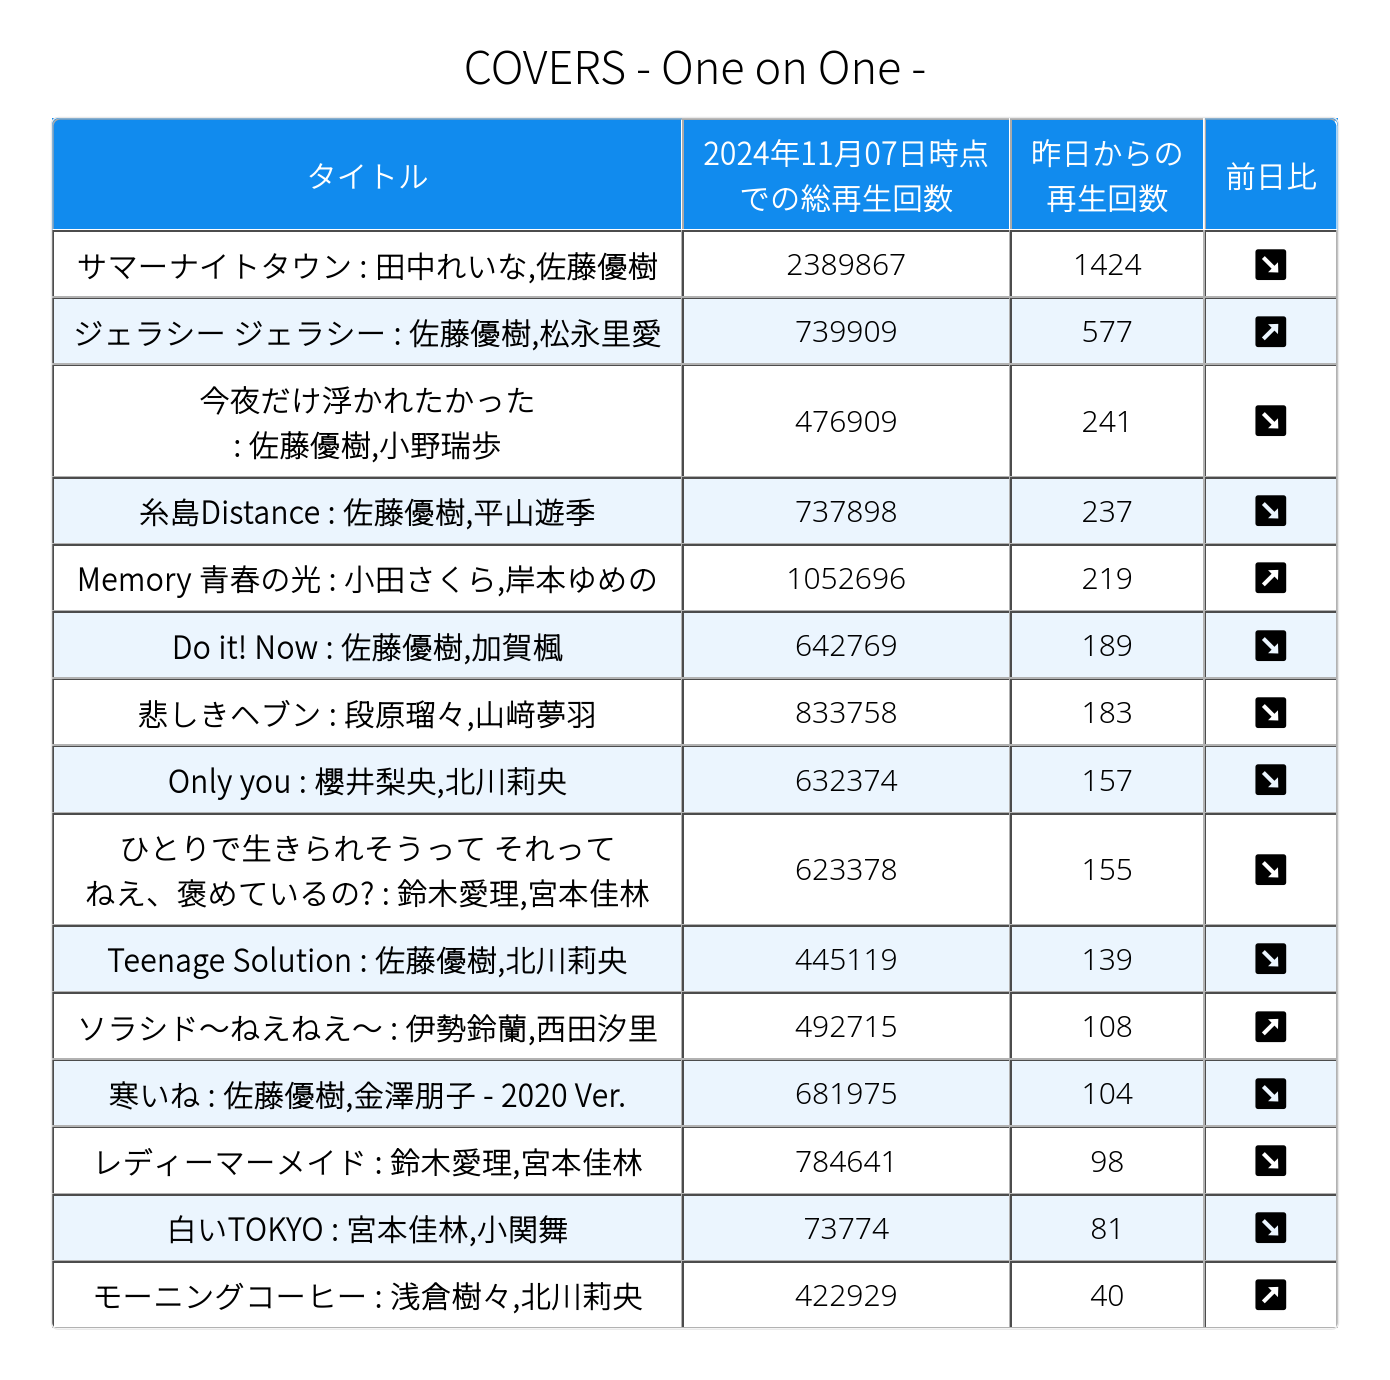 COVERS - One on One -
タイトル
2024年11月07日時点
での総再生回数
昨日からの
再生回数
前日比
サマーナイトタウン : 田中れいな,佐藤優樹
2389867
1424
↘
ジェラシー ジェラシー : 佐藤優樹,松永里愛
739909
577
↗
今夜だけ浮かれたかった
: 佐藤優樹,小野瑞歩
476909
241
↘
糸島Distance : 佐藤優樹,平山遊季
737898
237
↘
Memory 青春の光 : 小田さくら,岸本ゆめの
1052696
219
↗
Do it! Now : 佐藤優樹,加賀楓
642769
189
↘
悲しきヘブン : 段原瑠々,山﨑夢羽
833758
183
↘
Only you : 櫻井梨央,北川莉央
632374
157
↘
ひとりで生きられそうって それって
ねえ、褒めているの? : 鈴木愛理,宮本佳林
623378
155
↘
Teenage Solution : 佐藤優樹,北川莉央
445119
139
↘
ソラシド〜ねえねえ〜 : 伊勢鈴蘭,西田汐里
492715
108
↗
寒いね : 佐藤優樹,金澤朋子 - 2020 Ver.
681975
104
↘
レディーマーメイド : 鈴木愛理,宮本佳林
784641
98
↘
白いTOKYO : 宮本佳林,小関舞
73774
81
↘
モーニングコーヒー : 浅倉樹々,北川莉央
422929
40
↗